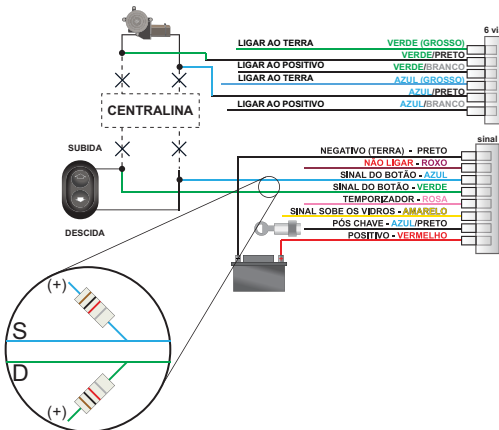 6 vi
LIGAR AO TERRA VERDE (GROSSO)
VERDE/PRETO
LIGAR AO POSITIVO VERDE/BRANCO
LIGAR AO TERRA AZUL (GROSSO)
AZUL/PRETO
LIGAR AO POSITIVO AZUL/BRANCO
CENTRALINA
SUBIDA
DESCIDA
sinal
NEGATIVO (TERRA) - PRETO
NÃO LIGAR - ROXO
SINAL DO BOTÃO - AZUL
SINAL DO BOTÃO - VERDE
TEMPORIZADOR - ROSA
SINAL SOBE OS VIDROS - AMARELO
PÓS CHAVE - AZUL/PRETO
POSITIVO - VERMELHO
(+)
S
D
(+)